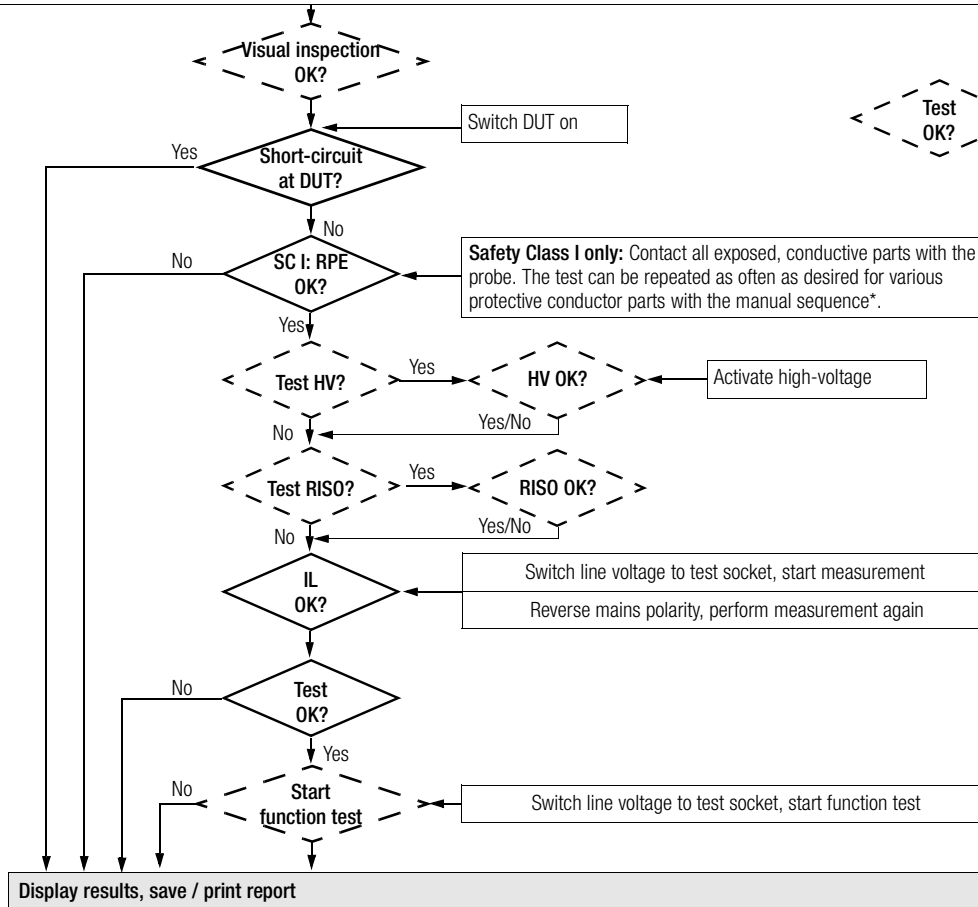 Visual inspection
OK?
Test
OK?
Switch DUT on
Yes
Short-circuit
at DUT?
No
No
SC I: RPE
OK?
Safety Class I only: Contact all exposed, conductive parts with the
probe. The test can be repeated as often as desired for various
protective conductor parts with the manual sequence*.
Yes
Test HV?
Yes
HV OK?
Activate high-voltage
No
Yes/No
Test RISO?
Yes
RISO OK?
No
Yes/No
IL
OK?
Switch line voltage to test socket, start measurement
Reverse mains polarity, perform measurement again
No
Test
OK?
Yes
No
Start
function test
Switch line voltage to test socket, start function test
Display results, save / print report